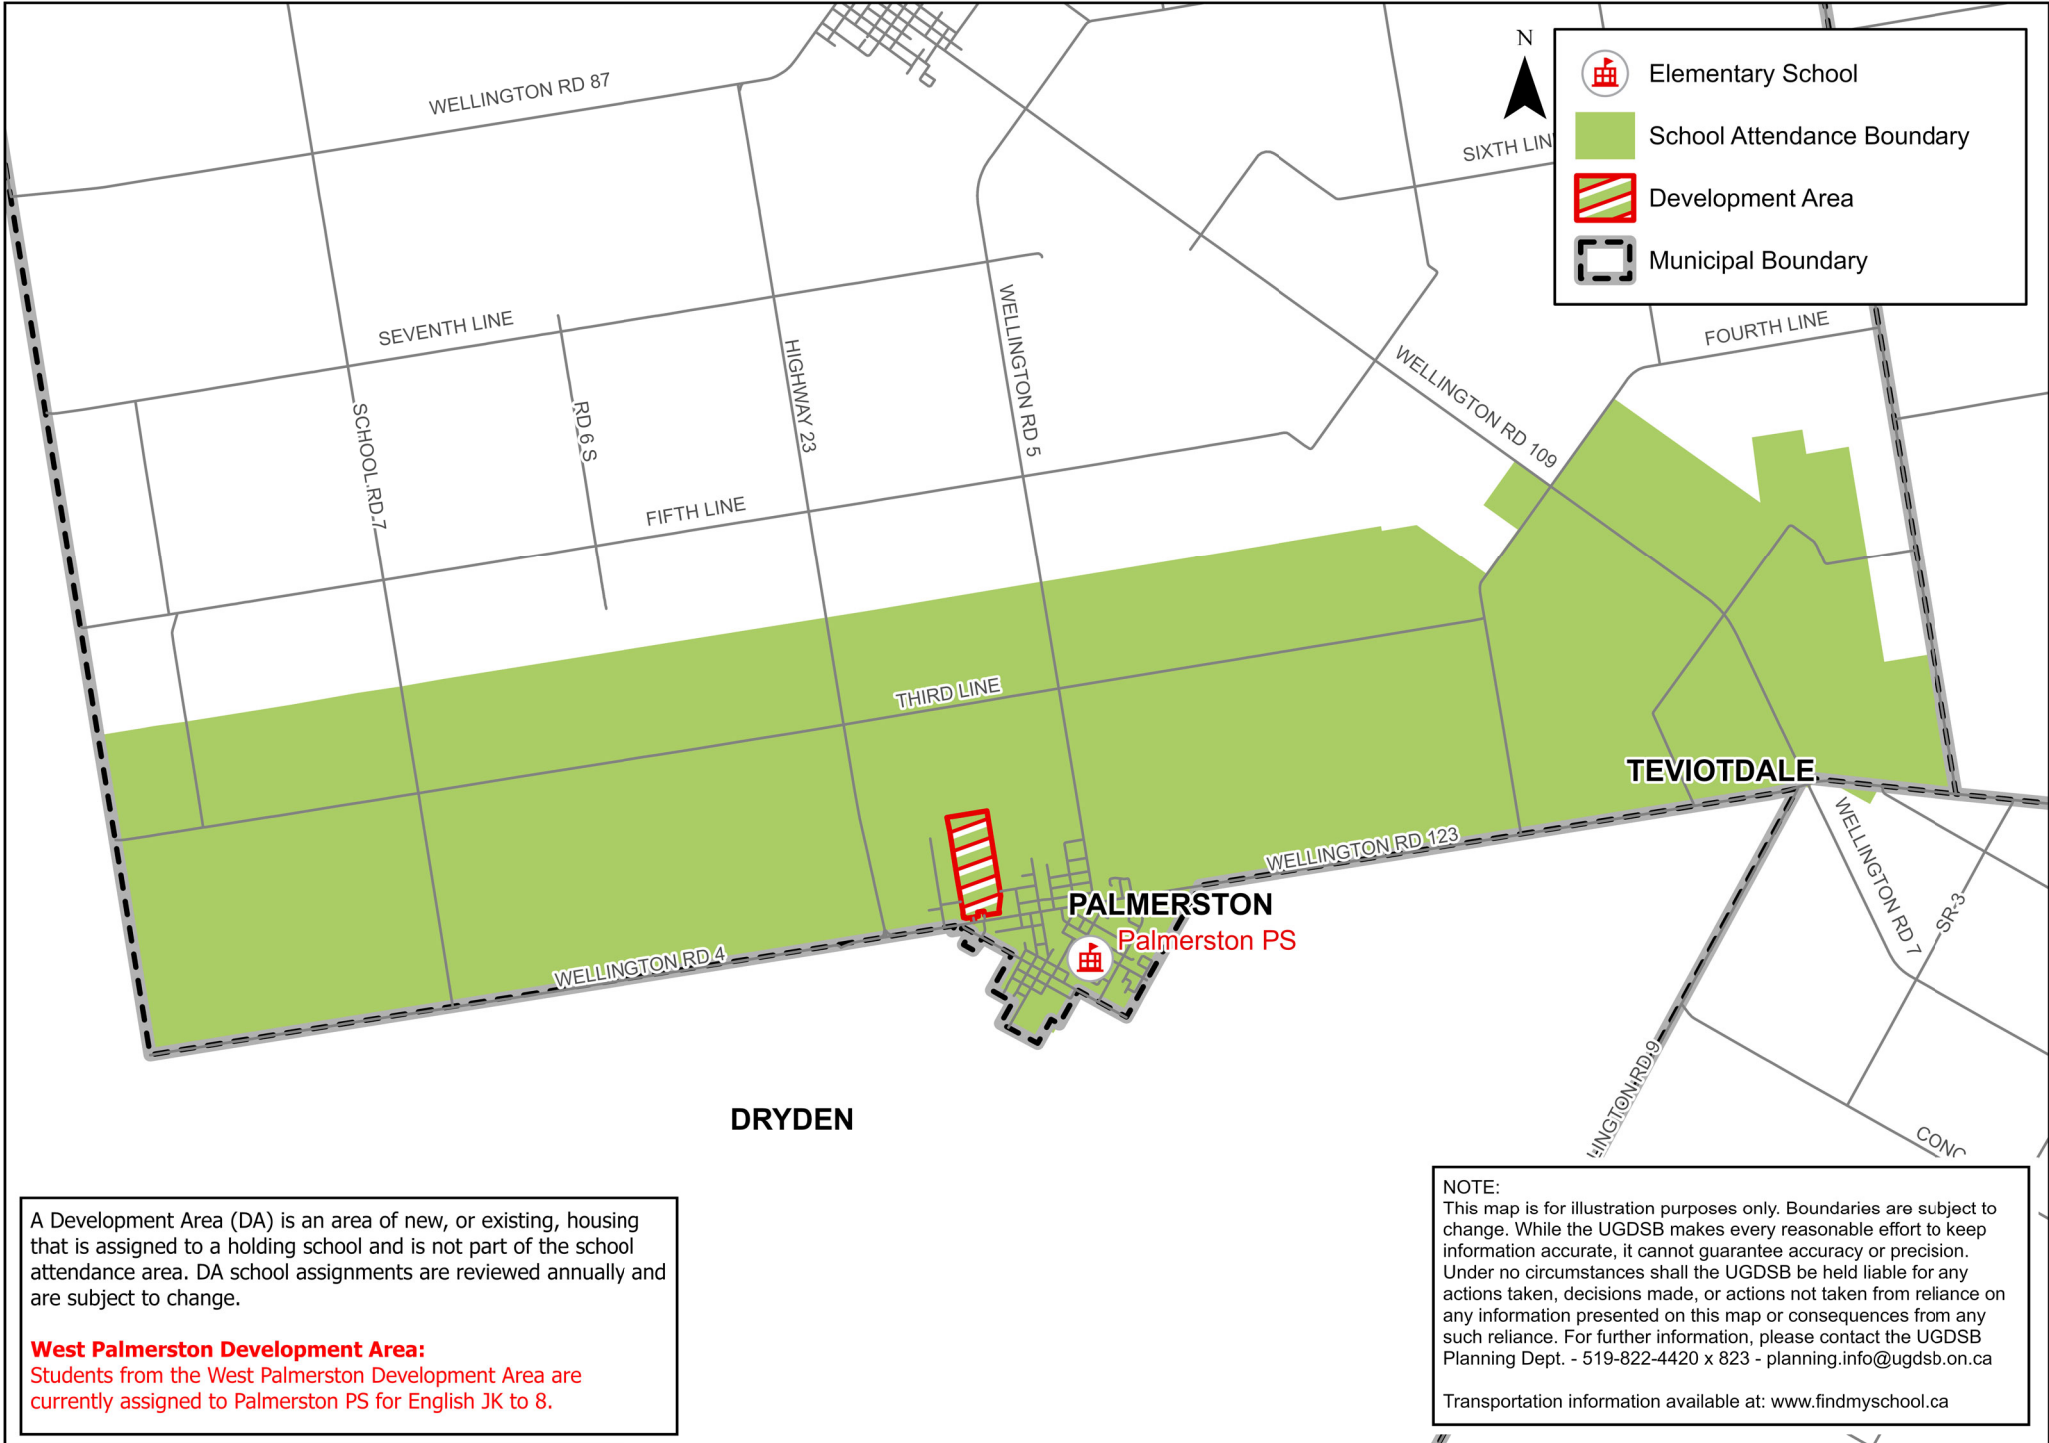 N
Elementary School
School Attendance Boundary
Development Area
Municipal Boundary
WELLINGTON RD 87
SIXTH LIN
SEVENTH LINE
FOURTH LINE
HIGHWAY 23
WELLINGTON RD 5
WELLINGTON RD 109
SCHOOL RD 7
RD 6 S
FIFTH LINE
THIRD LINE
TEVIOTDALE
WELLINGTON RD 123
WELLINGTON RD 7
SR-3
PALMERSTON
Palmerston PS
WELLINGTON RD 4
LINGTON RD 9
DRYDEN
CONC
A Development Area (DA) is an area of new, or existing, housing
that is assigned to a holding school and is not part of the school
attendance area. DA school assignments are reviewed annually and
are subject to change.
West Palmerston Development Area:
Students from the West Palmerston Development Area are
currently assigned to Palmerston PS for English JK to 8.
NOTE:
This map is for illustration purposes only. Boundaries are subject to
change. While the UGDSB makes every reasonable effort to keep
information accurate, it cannot guarantee accuracy or precision.
Under no circumstances shall the UGDSB be held liable for any
actions taken, decisions made, or actions not taken from reliance on
any information presented on this map or consequences from any
such reliance. For further information, please contact the UGDSB
Planning Dept. - 519-822-4420 x 823 - planning.info@ugdsb.on.ca
Transportation information available at: www.findmyschool.ca